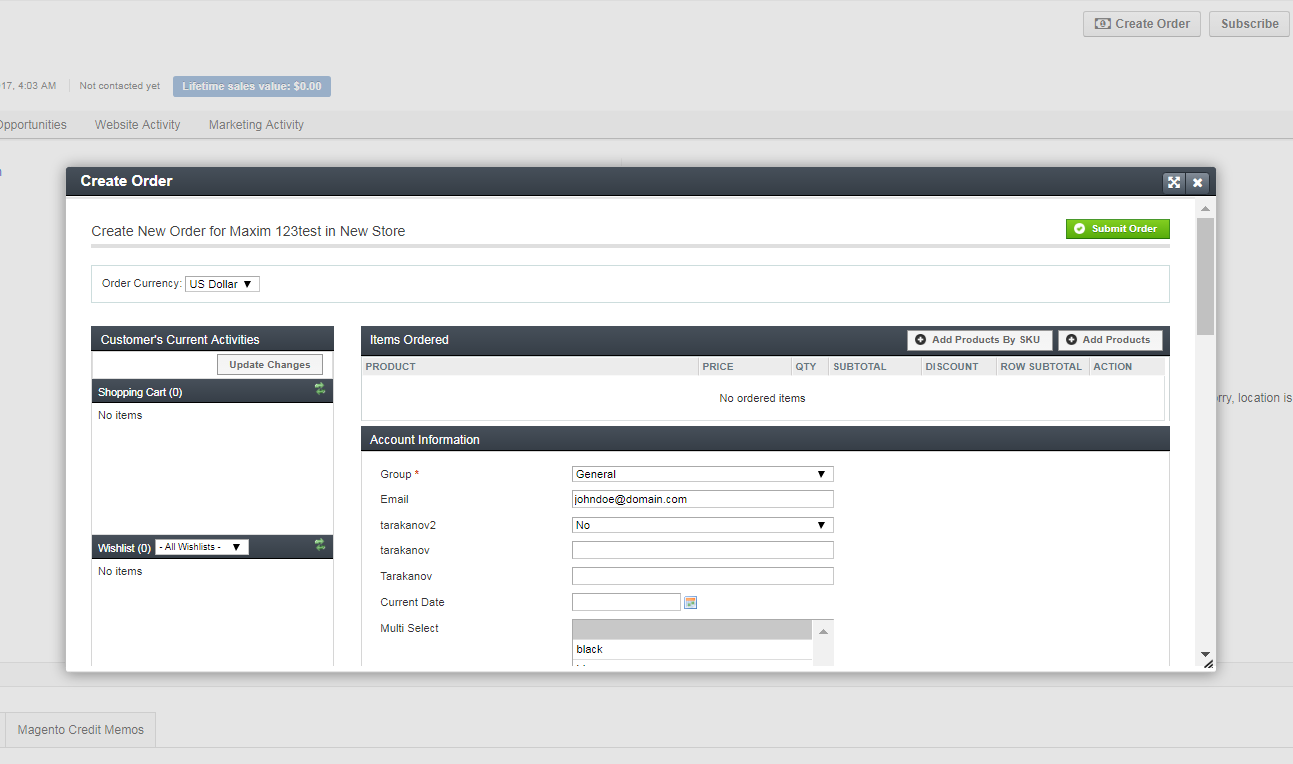 Create Order
Subscribe
17, 4:03 AM
Not contacted yet
Lifetime sales value: $0.00
Opportunities
Website Activity
Marketing Activity
Create Order
Create New Order for Maxim 123test in New Store
Submit Order
Order Currency: US Dollar
Customer's Current Activities
Update Changes
Shopping Cart (0)
No items
Wishlist (0) - All Wishlists -
No items
Items Ordered
Add Products By SKU
Add Products
PRODUCT PRICE QTY SUBTOTAL DISCOUNT ROW SUBTOTAL ACTION
No ordered items
Account Information
Group * General
Email johndoe@domain.com
tarakanov2 No
tarakanov
Tarakanov
Current Date
Multi Select
black
rry, location is
Magento Credit Memos